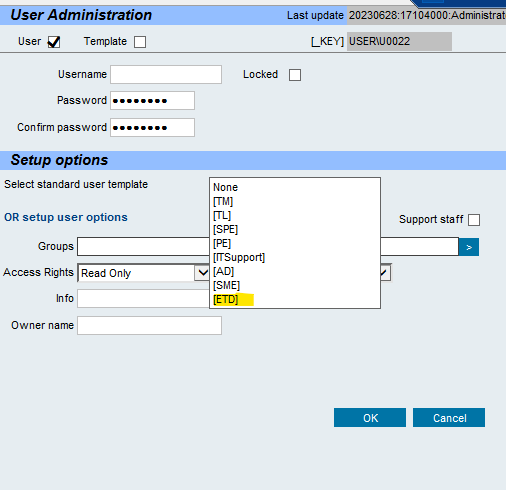 User Administration Last update 20230628:17104000:Administrat
User Template [_KEY] USER\U0022
Username Locked
Password ●●●●●●●●
Confirm password ●●●●●●●●
Setup options
Select standard user template
None
[TM]
[TL]
[SPE]
[PE]
[ITSupport]
[AD]
[SME]
[ETD]
OR setup user options Support staff
Groups >
Access Rights Read Only
Info
Owner name
OK Cancel